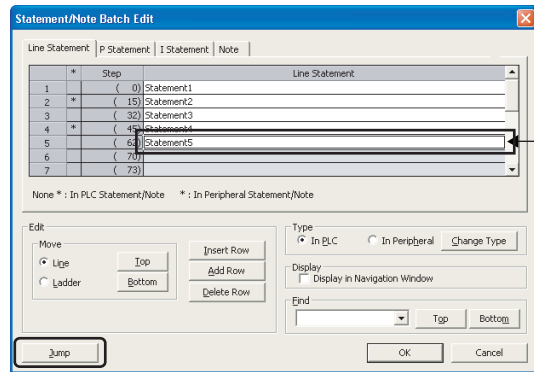 Statement/Note Batch Edit
Line Statement P Statement I Statement Note
* Step Line Statement
1 ( 0) Statement1
2 * ( 15) Statement2
3 ( 32) Statement3
4 * ( 45) Statement4
5 ( 62) Statement5
6 ( 70)
7 ( 73)
None * : In PLC Statement/Note * : In Peripheral Statement/Note
Edit
Move
Line
Ladder
Top
Bottom
Insert Row
Add Row
Delete Row
Type
In PLC In Peripheral Change Type
Display
Display in Navigation Window
Find
Top Bottom
Jump OK Cancel